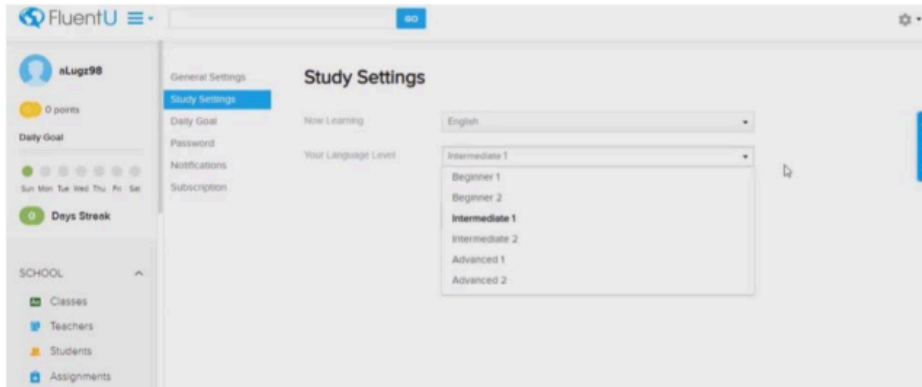 FluentU
GO
nLugz98
0 points
Daily Goal
Sun Mon Tue Wed Thu Fri Sat
0 Days Streak
SCHOOL
Classes
Teachers
Students
Assignments
General Settings
Study Settings
Daily Goal
Password
Notifications
Subscription
Study Settings
Now Learning English
Your Language Level Intermediate 1
Beginner 1
Beginner 2
Intermediate 1
Intermediate 2
Advanced 1
Advanced 2